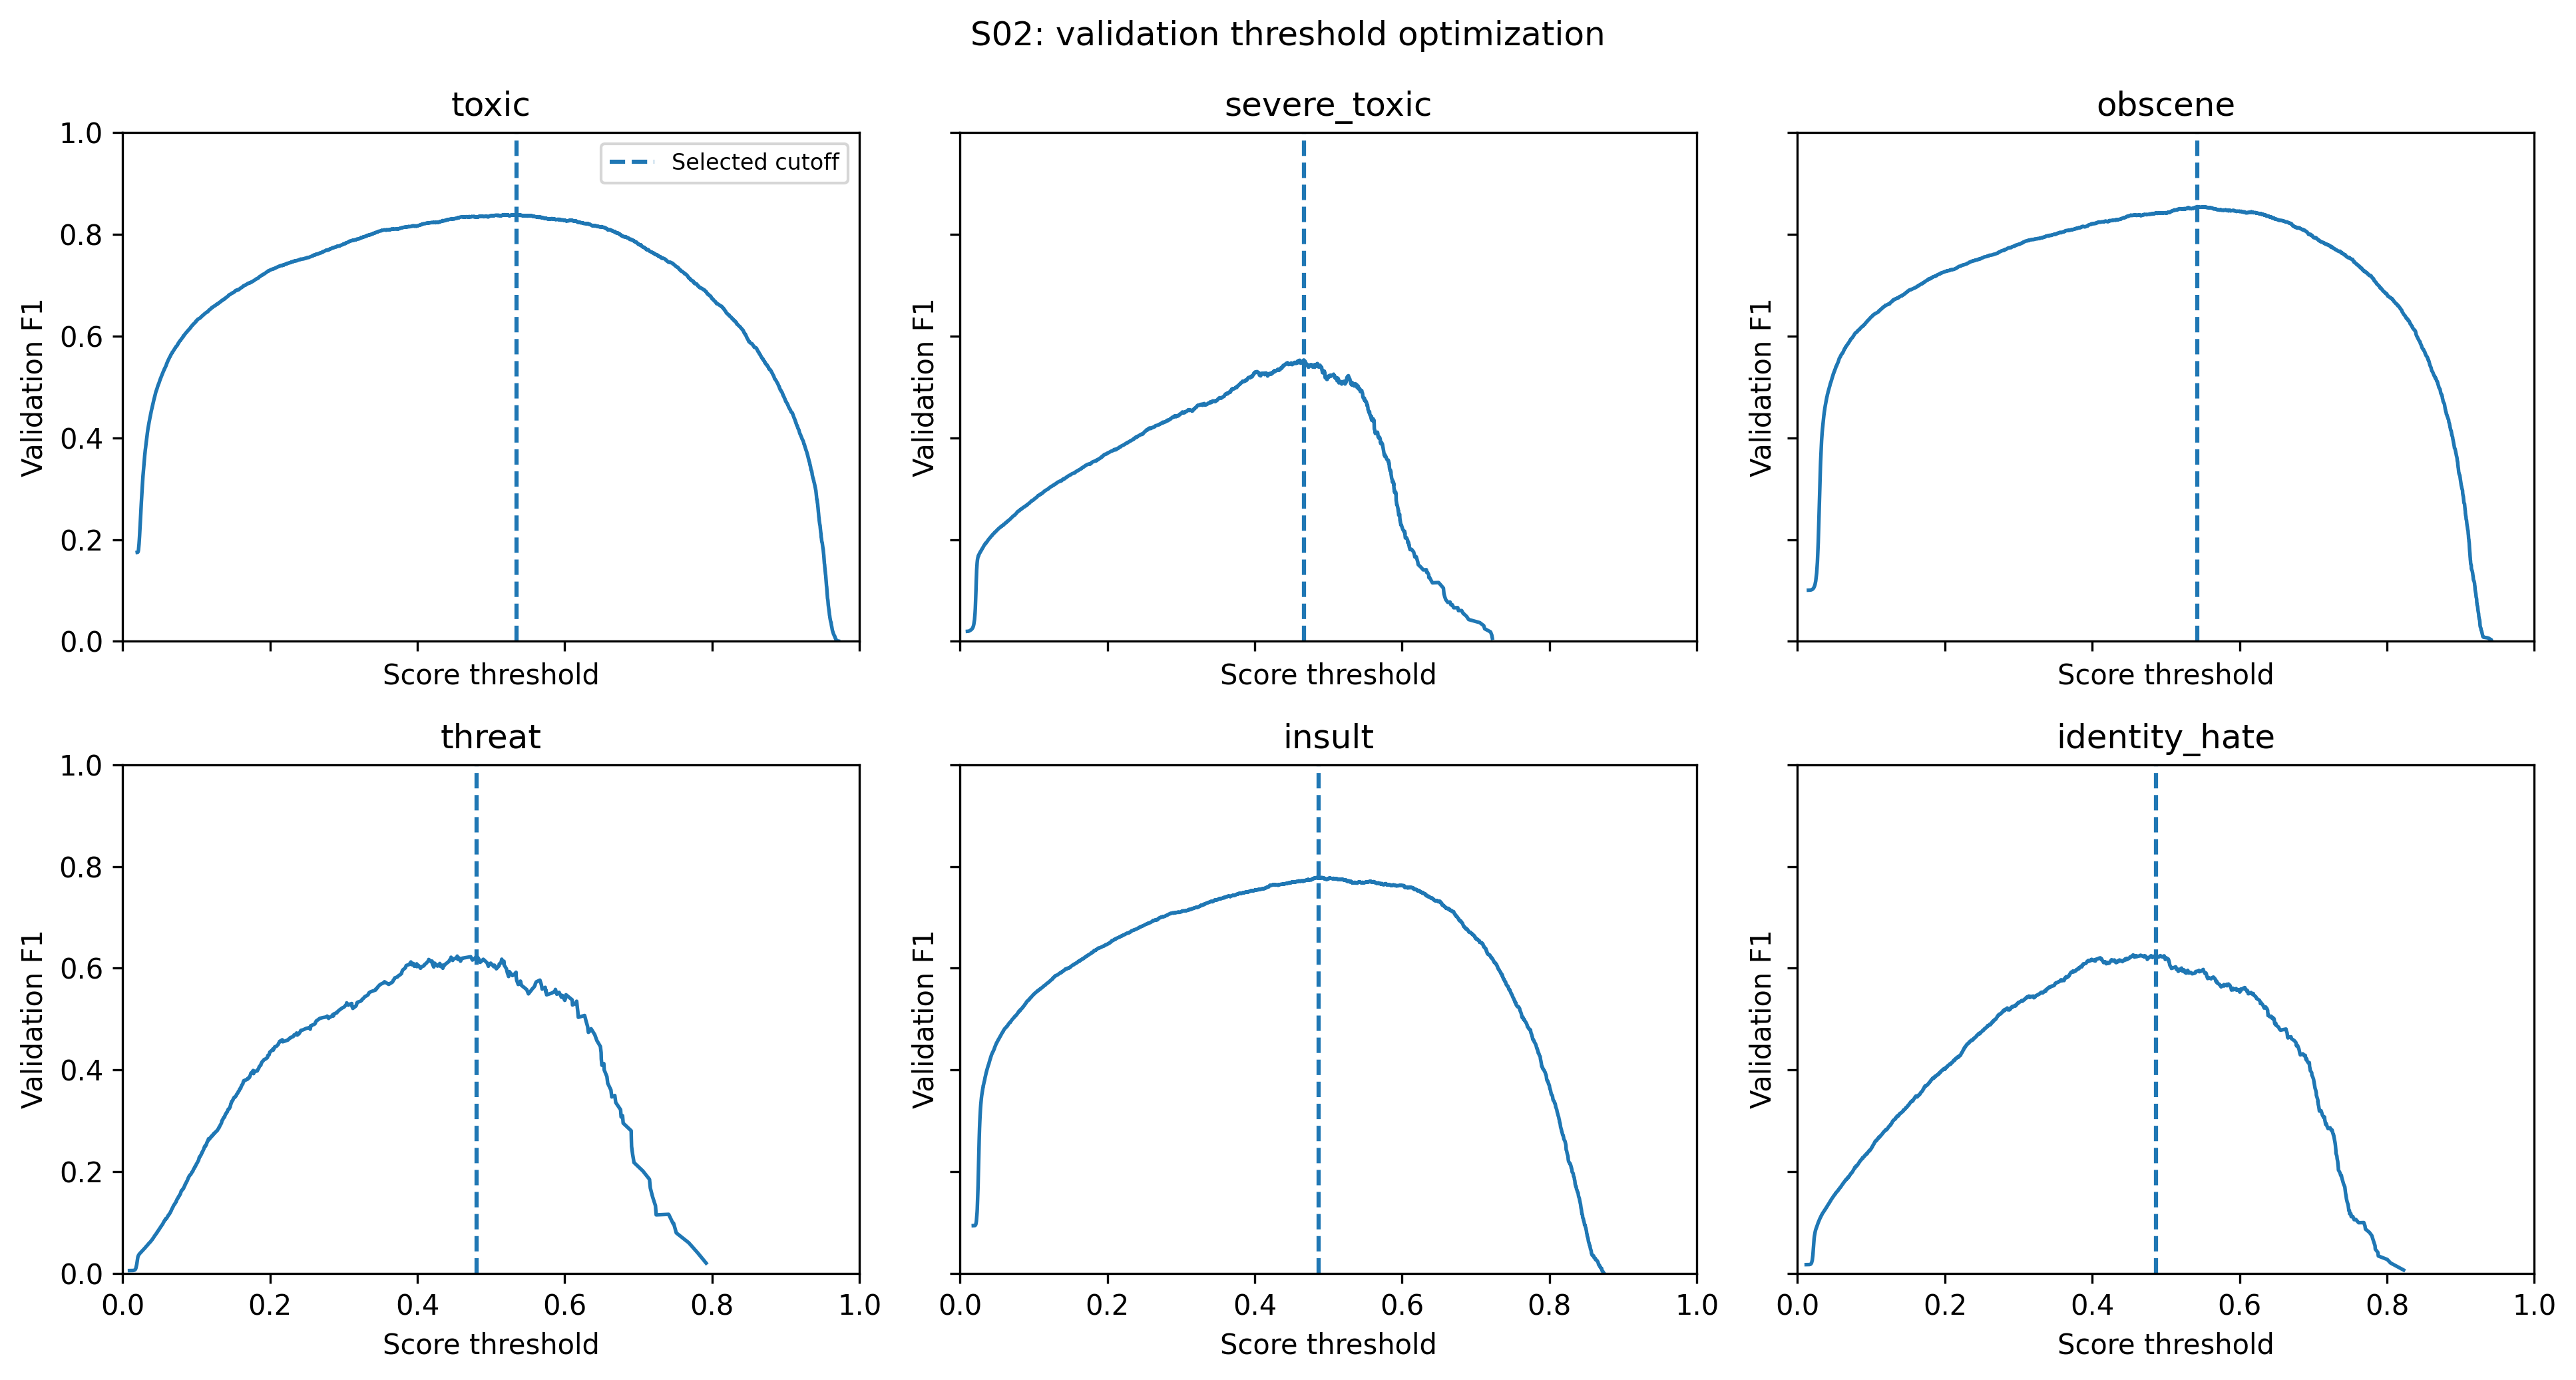 S02: validation threshold optimization
toxic
severe_toxic
obscene
1.0
0.8
0.6
0.4
0.2
0.0
Validation F1
Selected cutoff
Score threshold
Validation F1
Score threshold
Validation F1
Score threshold
threat
insult
identity_hate
1.0
0.8
0.6
0.4
0.2
0.0
Validation F1
0.0 0.2 0.4 0.6 0.8 1.0
Score threshold
Validation F1
0.0 0.2 0.4 0.6 0.8 1.0
Score threshold
Validation F1
0.0 0.2 0.4 0.6 0.8 1.0
Score threshold